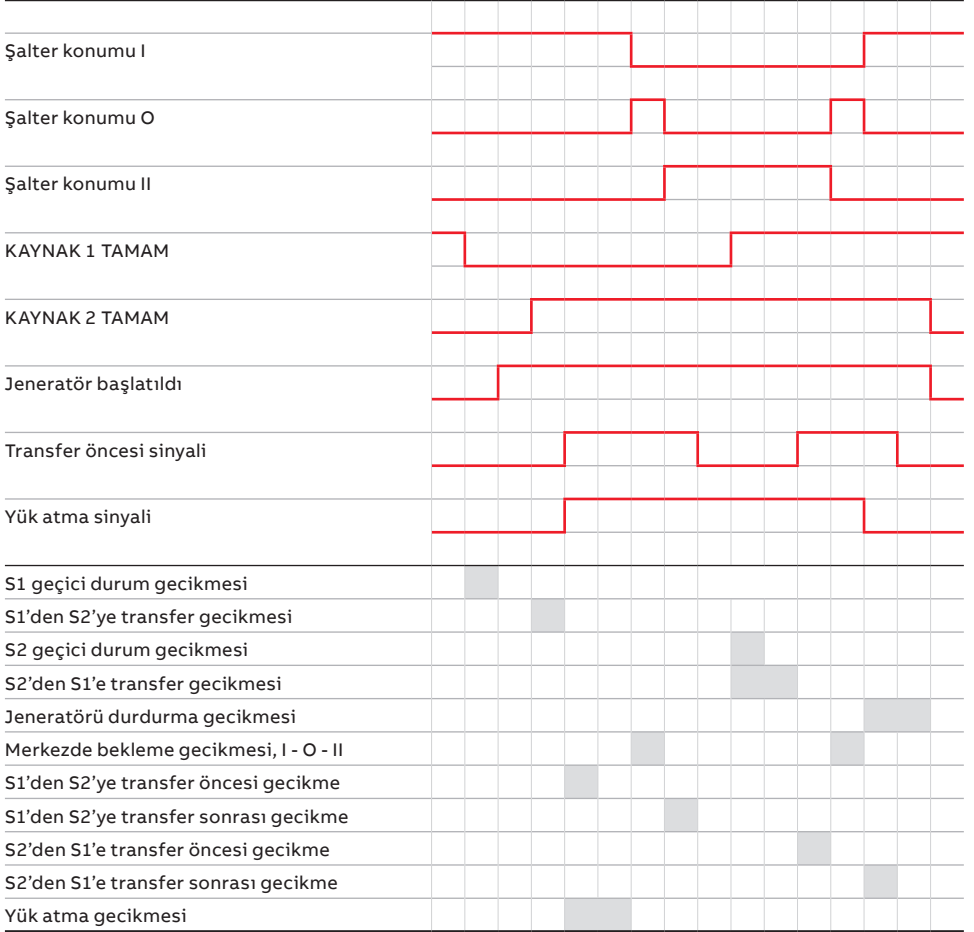 Şalter konumu I
Şalter konumu O
Şalter konumu II
KAYNAK 1 TAMAM
KAYNAK 2 TAMAM
Jeneratör başlatıldı
Transfer öncesi sinyali
Yük atma sinyali
S1 geçici durum gecikmesi
S1’den S2’ye transfer gecikmesi
S2 geçici durum gecikmesi
S2’den S1’e transfer gecikmesi
Jeneratörü durdurma gecikmesi
Merkezde bekleme gecikmesi, I - O - II
S1’den S2’ye transfer öncesi gecikme
S1’den S2’ye transfer sonrası gecikme
S2’den S1’e transfer öncesi gecikme
S2’den S1’e transfer sonrası gecikme
Yük atma gecikmesi